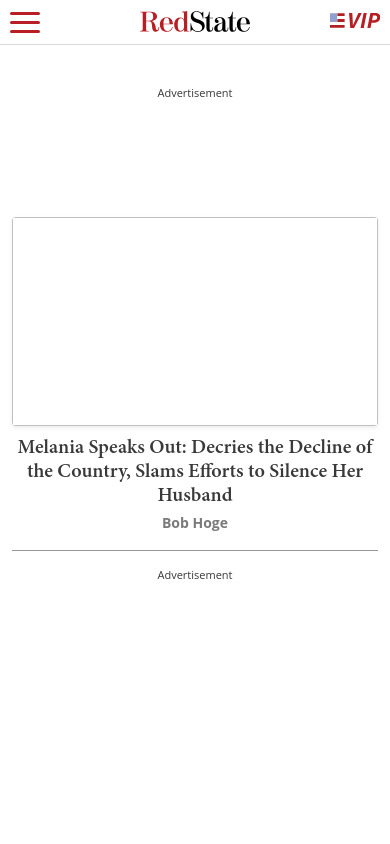 RedState
VIP
Advertisement
Melania Speaks Out: Decries the Decline of
the Country, Slams Efforts to Silence Her
Husband
Bob Hoge
Advertisement